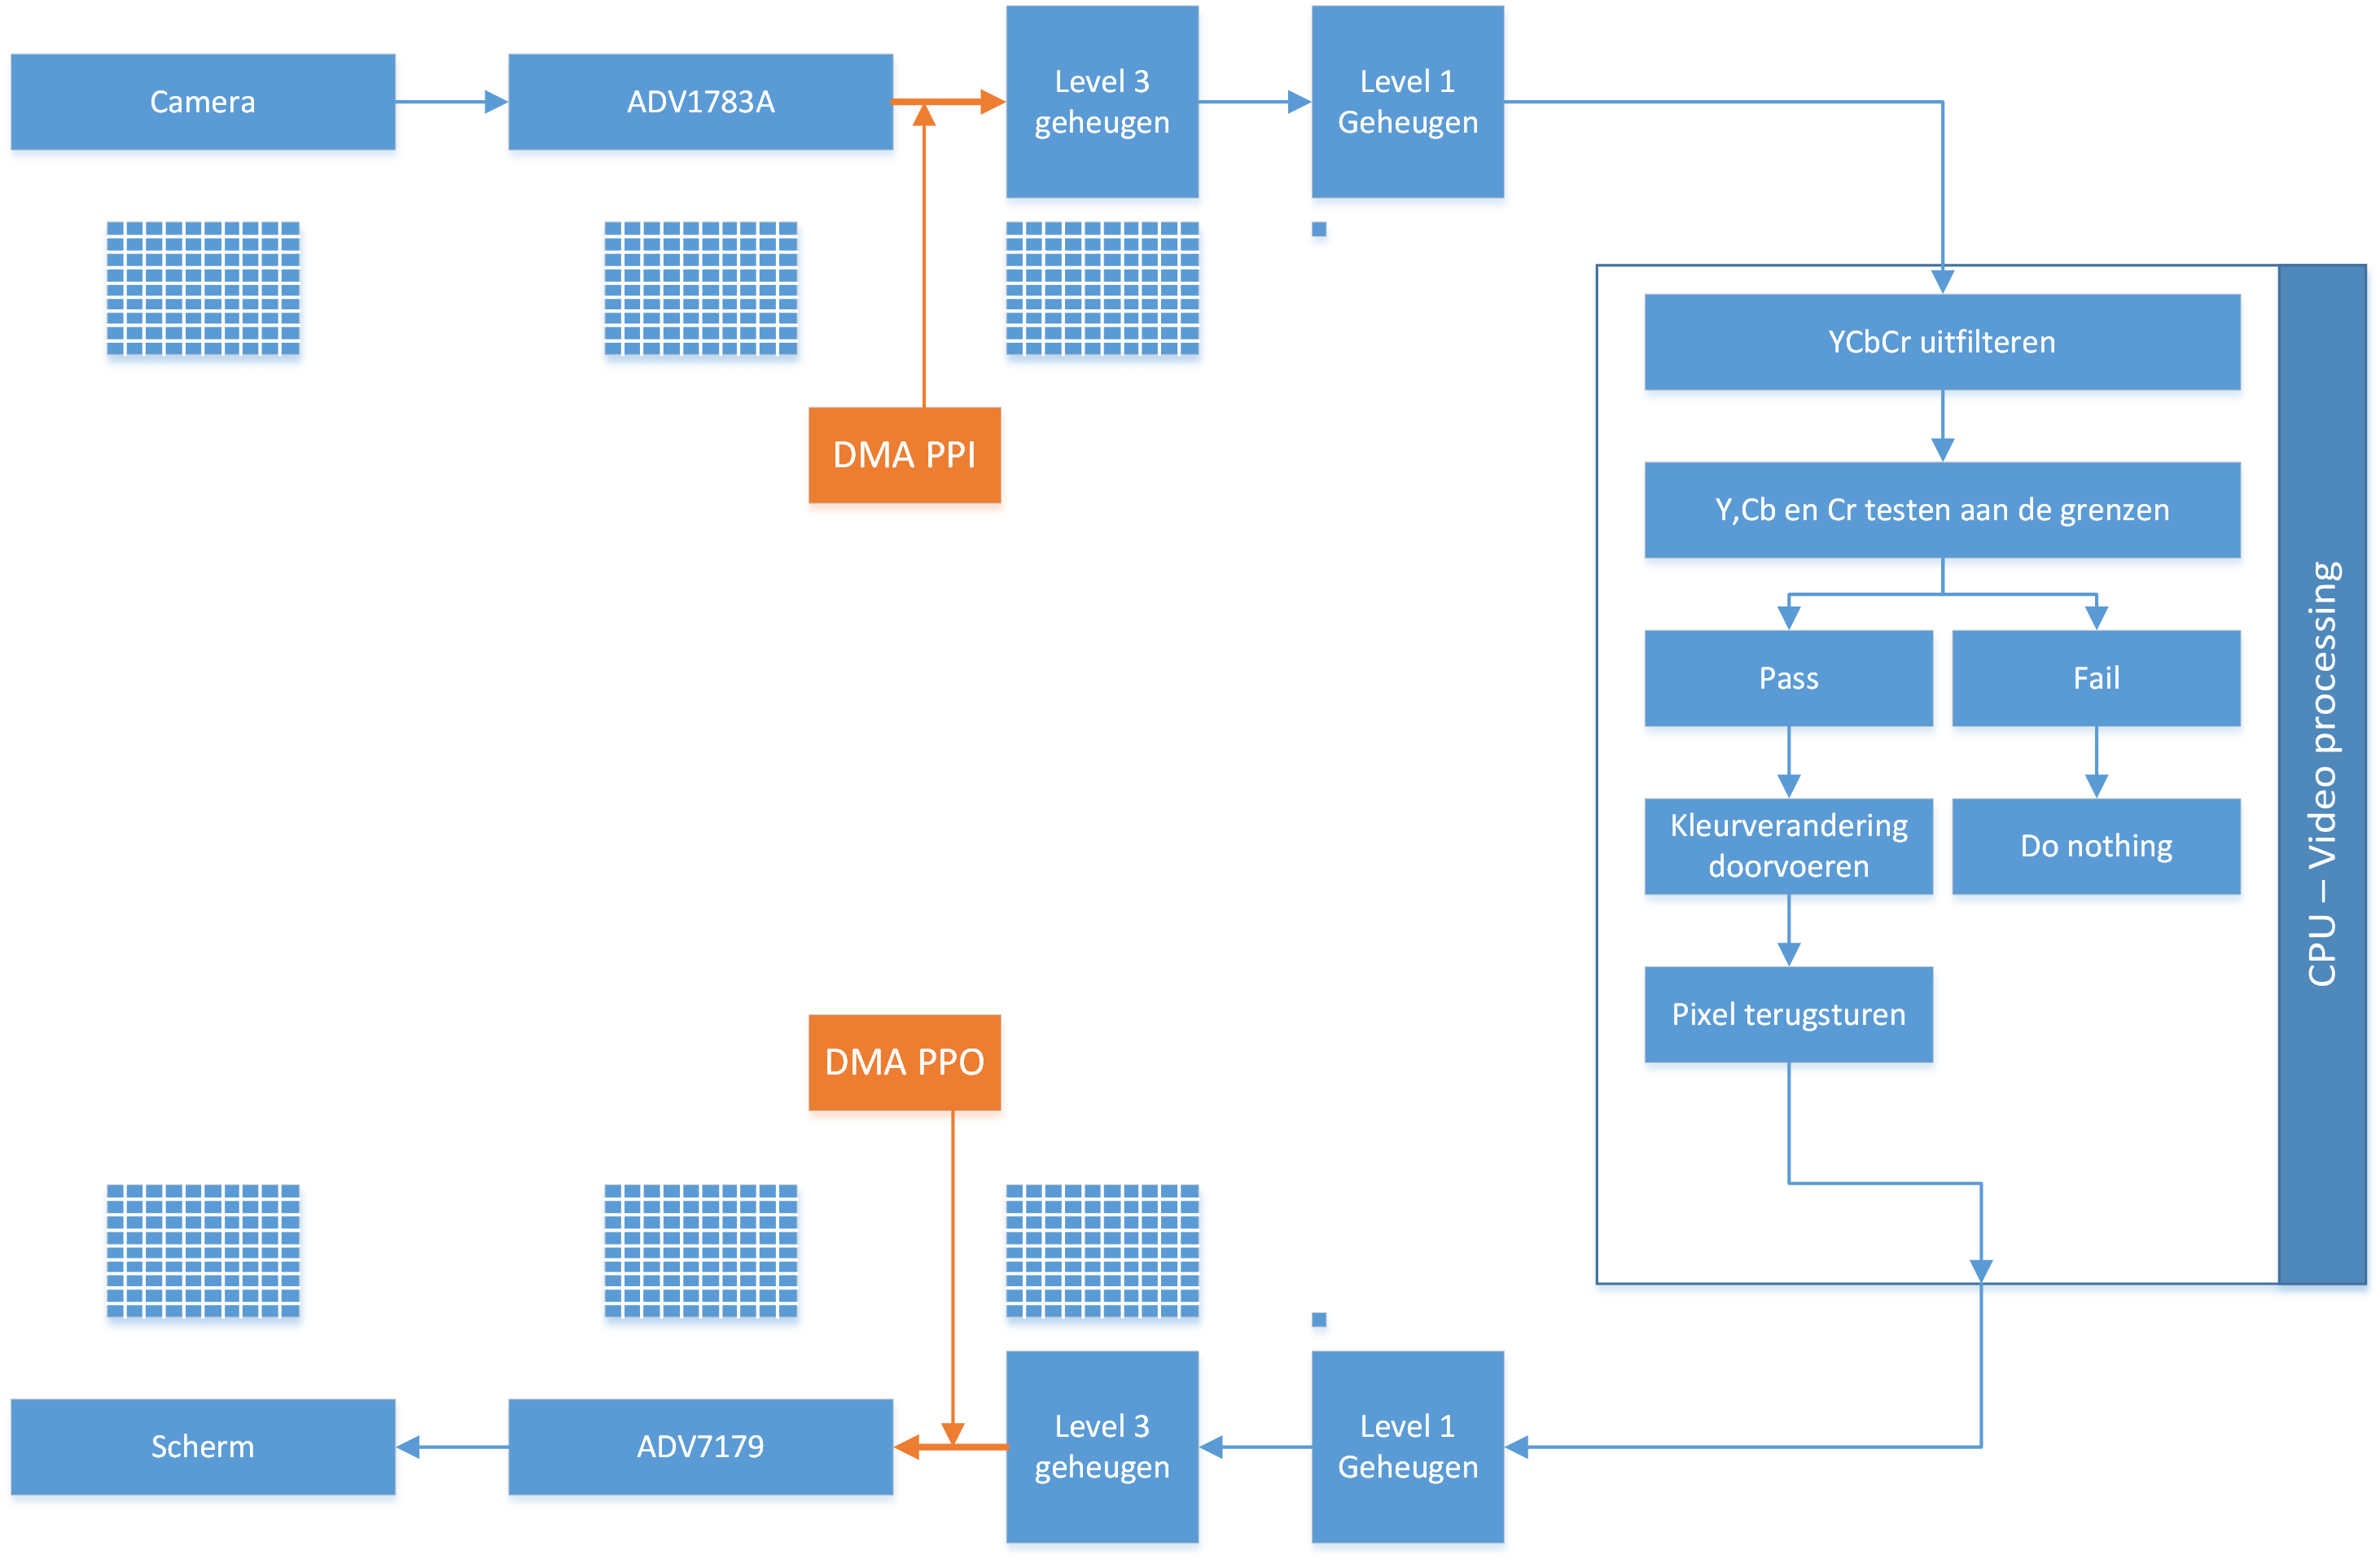 Camera
ADV1783A
Level 3
geheugen
Level 1
Geheugen
DMA PPI
YCbCr uitfilteren
Y,Cb en Cr testen aan de grenzen
Pass
Fail
Kleurverandering
doorvoeren
Do nothing
Pixel terugsturen
CPU – Video processing
DMA PPO
Scherm
ADV7179
Level 3
geheugen
Level 1
Geheugen